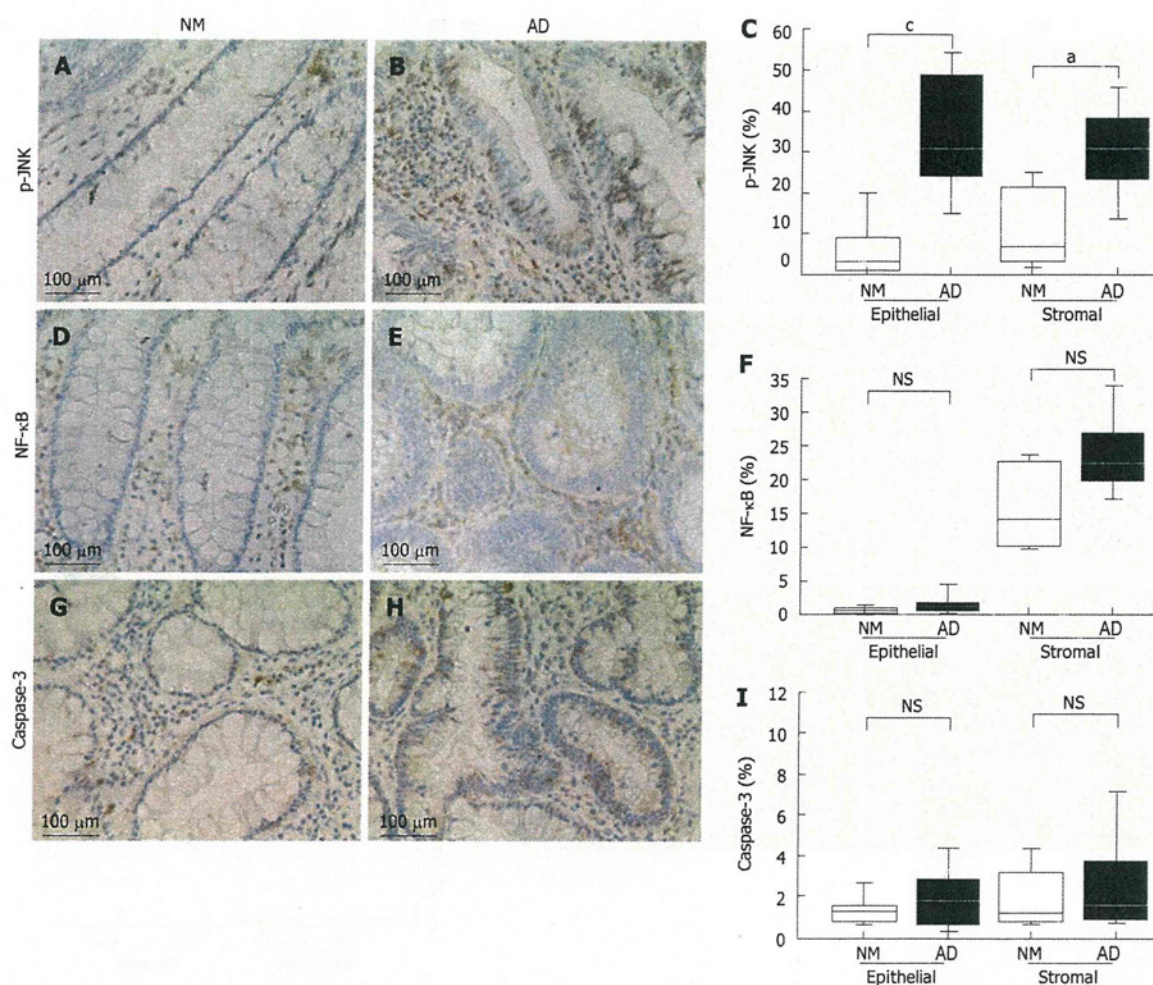 NM
AD
p-JNK
A
100 μm
B
100 μm
C
p-JNK (%)
60
50
40
30
20
10
0
c
a
NM AD NM AD
Epithelial Stromal
NF-κB
D
100 μm
E
100 μm
F
NF-κB (%)
35
30
25
20
15
10
5
0
NS
NS
NM AD NM AD
Epithelial Stromal
Caspase-3
G
100 μm
H
100 μm
I
Caspase-3 (%)
12
10
8
6
4
2
0
NS
NS
NM AD NM AD
Epithelial Stromal